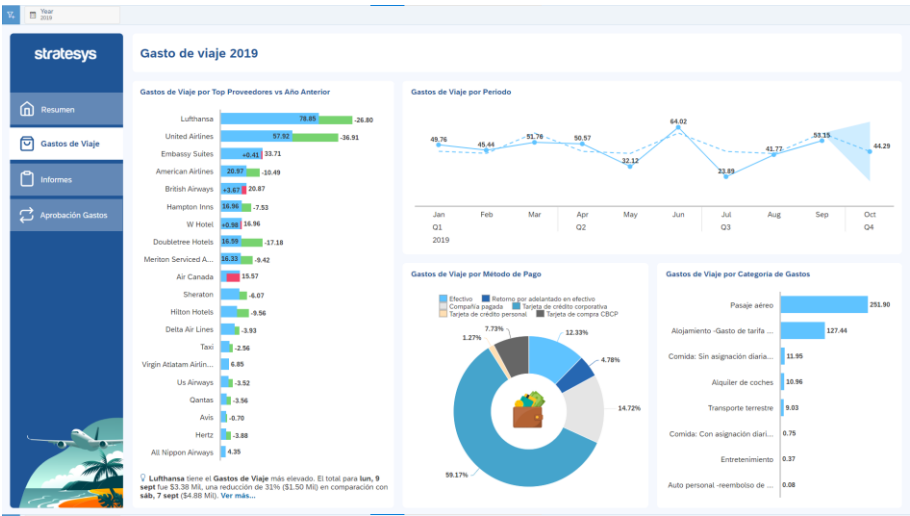 Year
2019
stratesys
Resumen
Gastos de Viaje
Informes
Aprobación Gastos
Gasto de viaje 2019
Gastos de Viaje por Top Proveedores vs Año Anterior
Lufthansa 78.85 -26.80
United Airlines 57.92 -36.91
Embassy Suites +0.41 33.71
American Airlines 20.97 -10.49
British Airways +3.67 20.87
Hampton Inns 16.96 -7.53
W Hotel +0.98 16.96
Doubletree Hotels 16.59 -17.18
Meriton Serviced A... 16.33 -9.42
Air Canada 15.57
Sheraton -6.07
Hilton Hotels -9.56
Delta Air Lines -3.93
Taxi -2.56
Virgin Atlatam Airlin... 6.85
Us Airways -3.52
Qantas -3.96
Avis -0.70
Hertz -3.88
All Nippon Airways 4.35
Lufthansa tiene el Gastos de Viaje más elevado. El total para lun, 9
sept fue $3.38 Mil, una reducción de 31% ($1.50 Mil) en comparación con
sáb, 7 sept ($4.88 Mil). Ver más...
Gastos de Viaje por Periodo
49.76 45.44 51.76 50.57 32.12 64.02 23.89 41.77 53.15 44.29
Jan Feb Mar Apr May Jun Jul Aug Sep Oct
Q1 Q2 Q3 Q4
2019
Gastos de Viaje por Método de Pago
Efectivo Retorno por adelantado en efectivo
Compañía pagada Tarjeta de crédito corporativa
Tarjeta de crédito personal Tarjeta de compra CBCP
7.73% 12.33%
1.27%
4.78%
14.72%
59.17%
Gastos de Viaje por Categoria de Gastos
Pasaje aéreo 251.90
Alojamiento -Gasto de tarifa ... 127.44
Comida: Sin asignación diaria... 11.95
Alquiler de coches 10.96
Transporte terrestre 9.03
Comida: Con asignación diari... 0.75
Entretenimiento 0.37
Auto personal -reembolso de ... 0.08